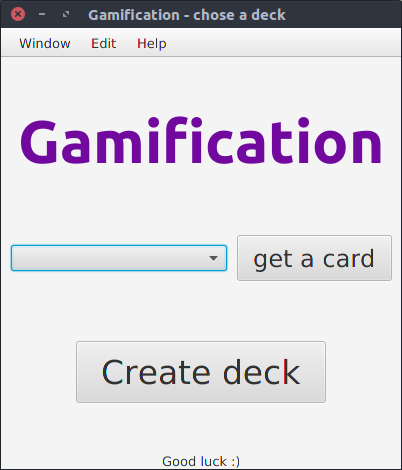 Gamification - chose a deck
Window Edit Help
Gamification
get a card
Create deck
Good luck :)